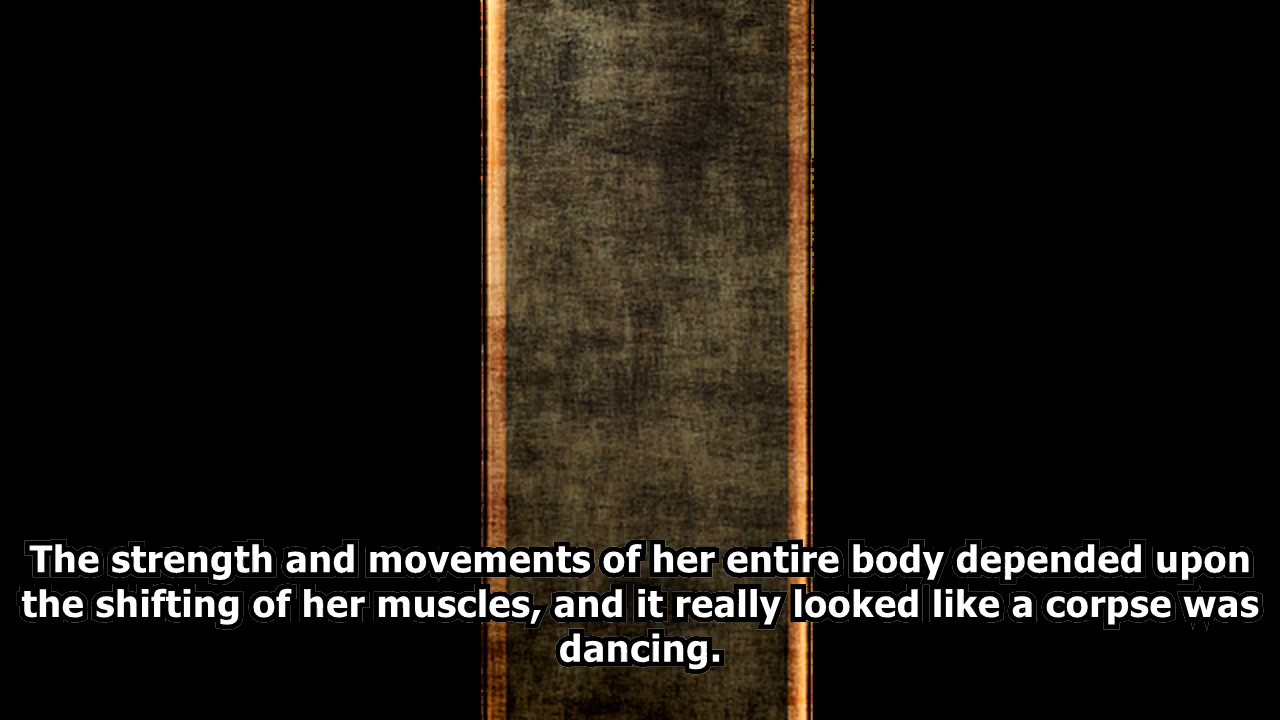 The strength and movements of her entire body depended upon
the shifting of her muscles, and it really looked like a corpse was
dancing.